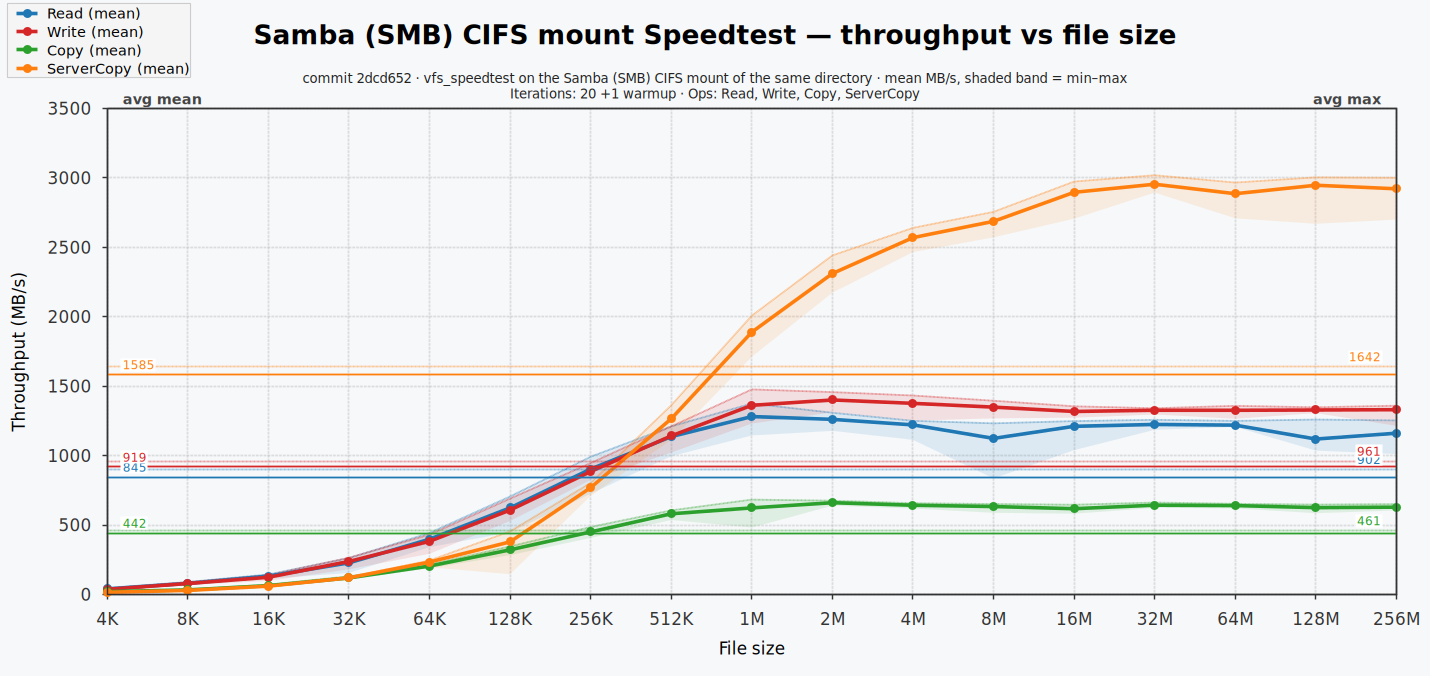 Read (mean)
Write (mean)
Copy (mean)
ServerCopy (mean)
Samba (SMB) CIFS mount Speedtest — throughput vs file size
commit 2dcd652 · vfs_speedtest on the Samba (SMB) CIFS mount of the same directory · mean MB/s, shaded band = min–max
Iterations: 20 +1 warmup · Ops: Read, Write, Copy, ServerCopy
avg mean
avg max
3500
3000
2500
2000
1500
1000
500
0
Throughput (MB/s)
1585
1642
919
961
845
902
442
461
4K 8K 16K 32K 64K 128K 256K 512K 1M 2M 4M 8M 16M 32M 64M 128M 256M
File size